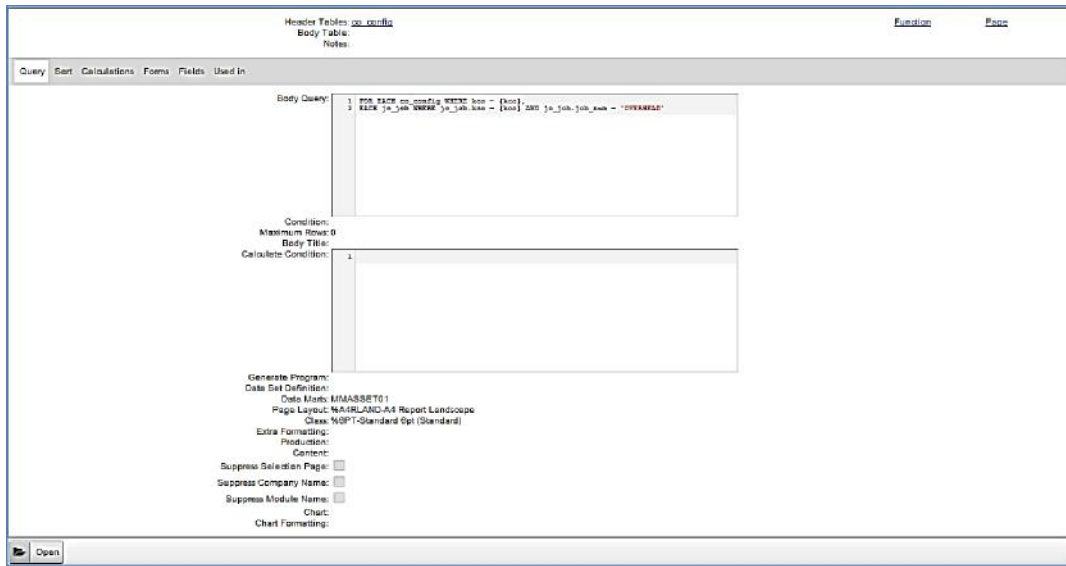 Header Tables: co_config
Function
Page
Body Table:
Notes:
Query Sort Calculations Forms Fields Used in
Body Query:
1 FOR EACH co_config WHERE kco = {kco},
2 EACH jc_job WHERE jc_job.kco = {kco} AND jc_job.job_num = 'OVERHEAD'
Condition:
Maximum Rows: 0
Body Title:
Calculate Condition:
1
Generate Program:
Data Set Definition:
Data Marts: MMASSET01
Page Layout: %A4RLAND-A4 Report Landscape
Class: %6PT-Standard 6pt (Standard)
Extra Formatting:
Production:
Content:
Suppress Selection Page:
Suppress Company Name:
Suppress Module Name:
Chart:
Chart Formatting:
Open